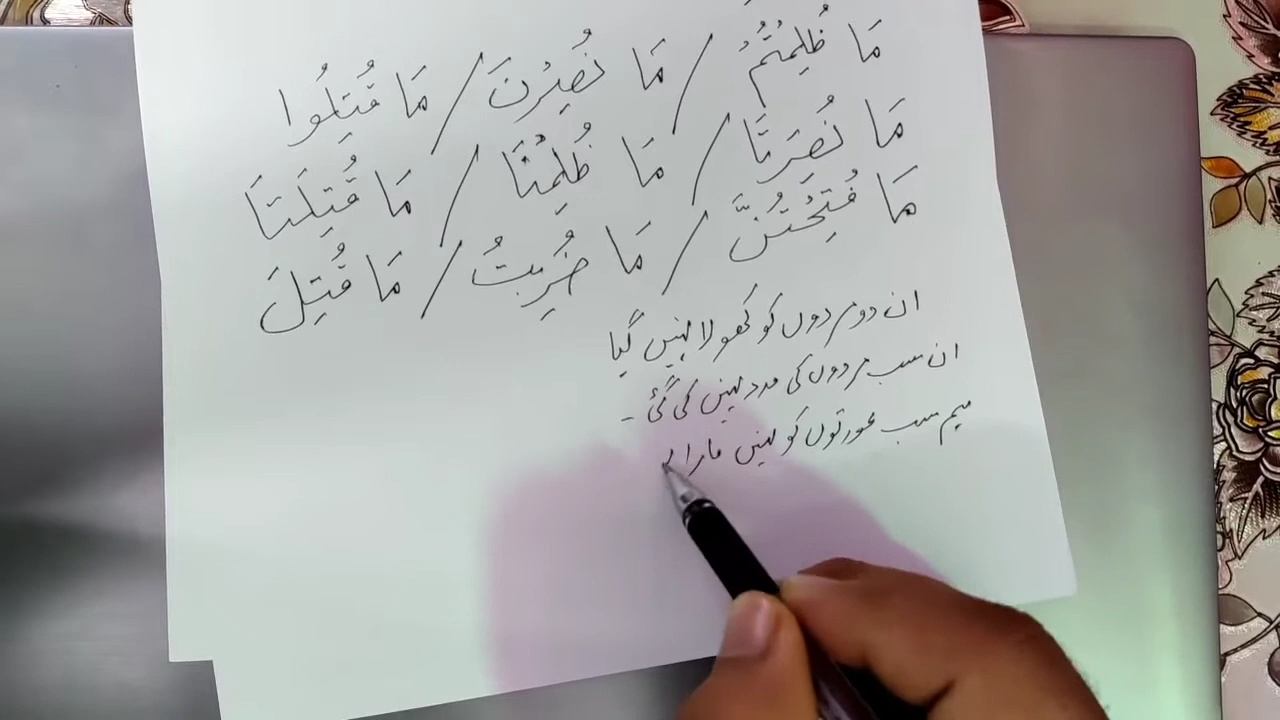 مَا ظُلِمْتُمْ / مَا نُصِرْنَ / مَا قُتِلُوا
مَا نُصِرَتَا / مَا ظُلِمْنَا / مَا قُتِلَتَا
مَا فُتِحْتُنَّ / مَا ضُرِبْتُ / مَا قُتِلَ
ان دو مردوں کو کھولا نہیں گیا
ان سب مردوں کی مدد نہیں کی گئی -
ہم سب عورتوں کو نہیں مارا